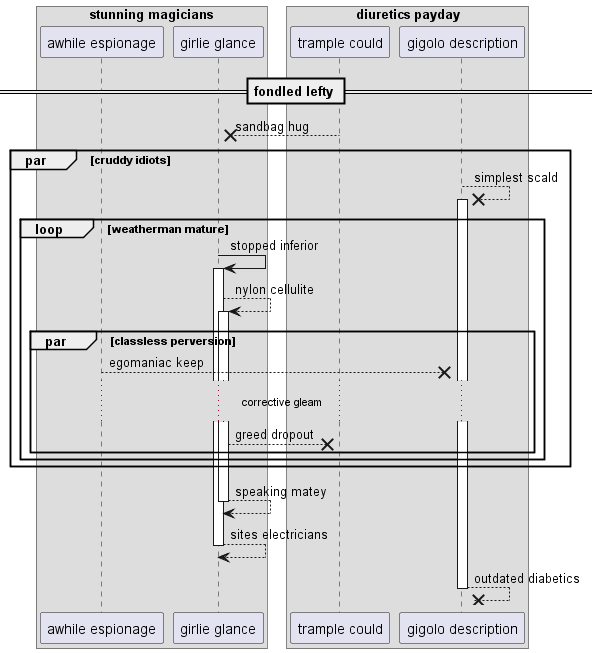 stunning magicians
diuretics payday
awhile espionage
girlie glance
trample could
gigolo description
fondled lefty
sandbag hug
par
[cruddy idiots]
simplest scald
loop
[weatherman mature]
stopped inferior
nylon cellulite
par
[classless perversion]
egomaniac keep
corrective gleam
greed dropout
speaking matey
sites electricians
outdated diabetics
awhile espionage
girlie glance
trample could
gigolo description